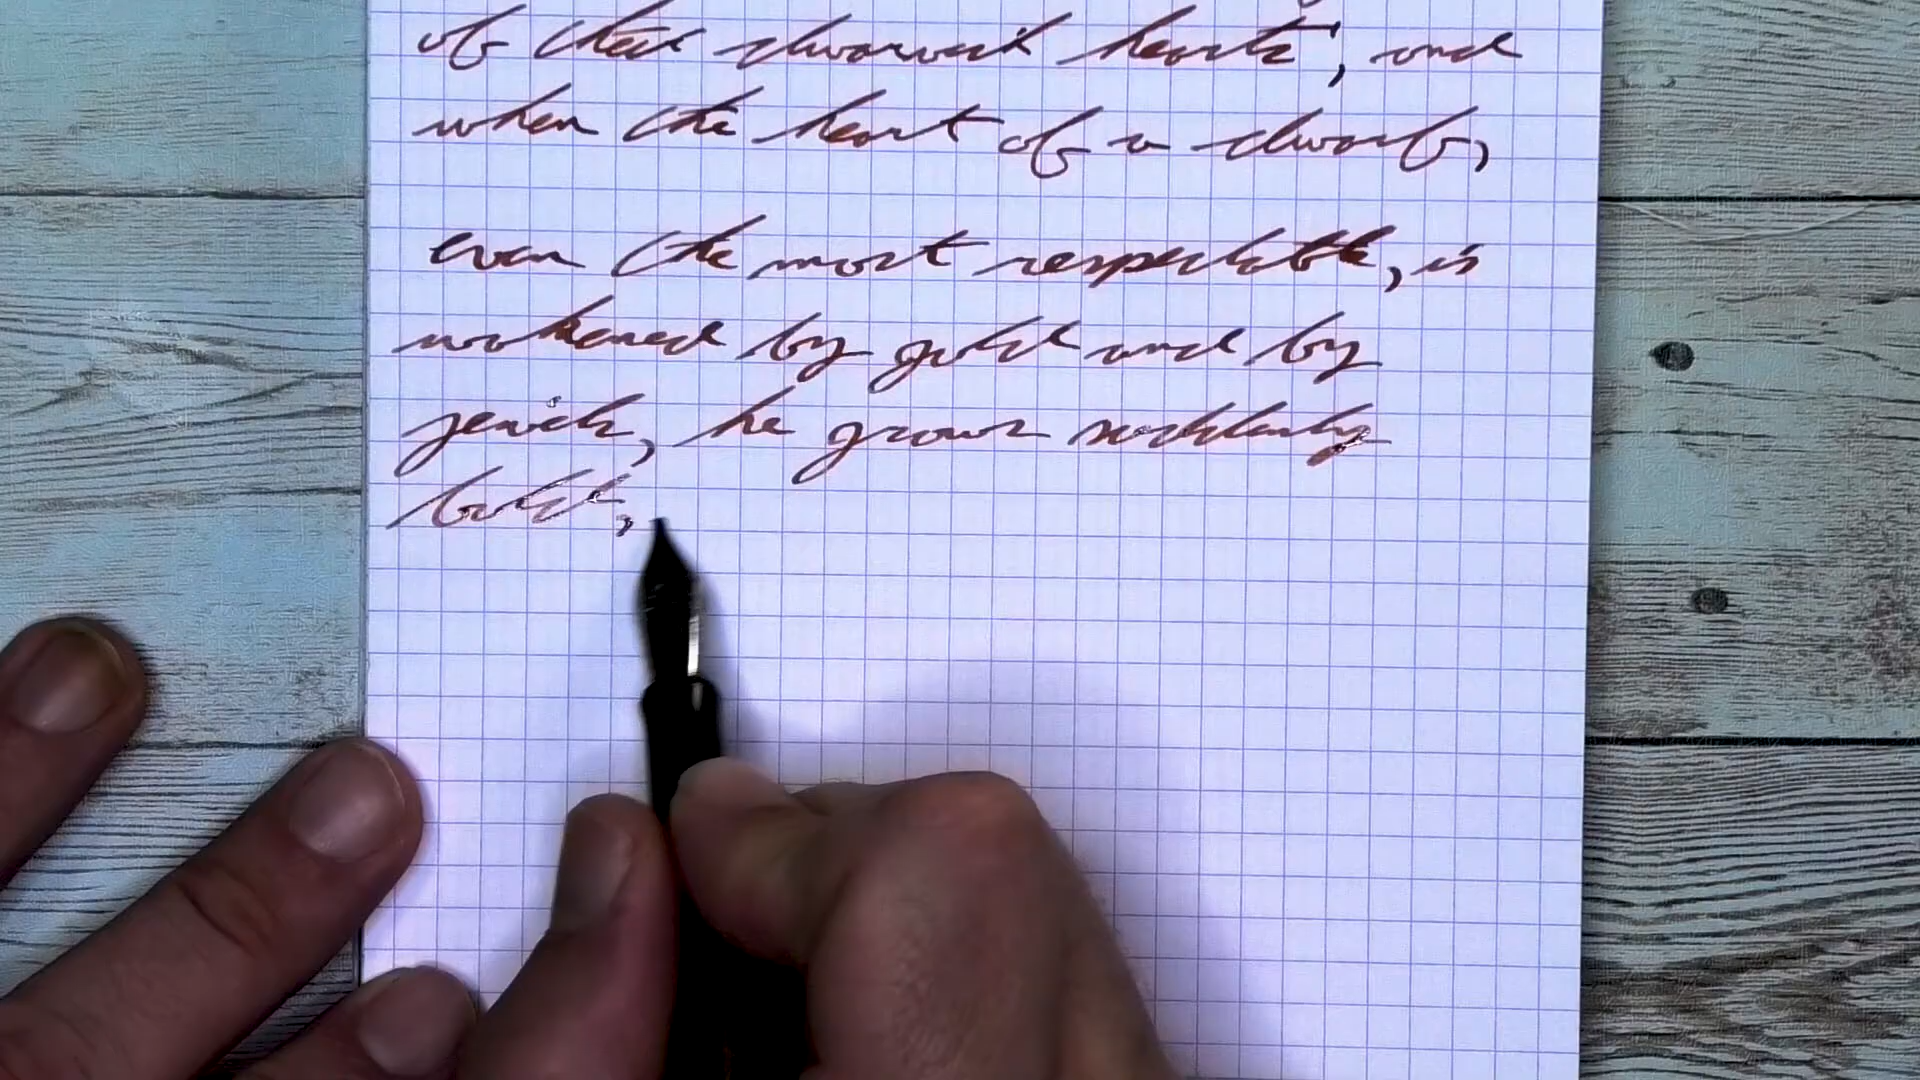 of their dwarvish hearts, and
when the heart of a dwarf,
even the most respectable, is
wakened by gold and by
jewels, he grows suddenly
bold,